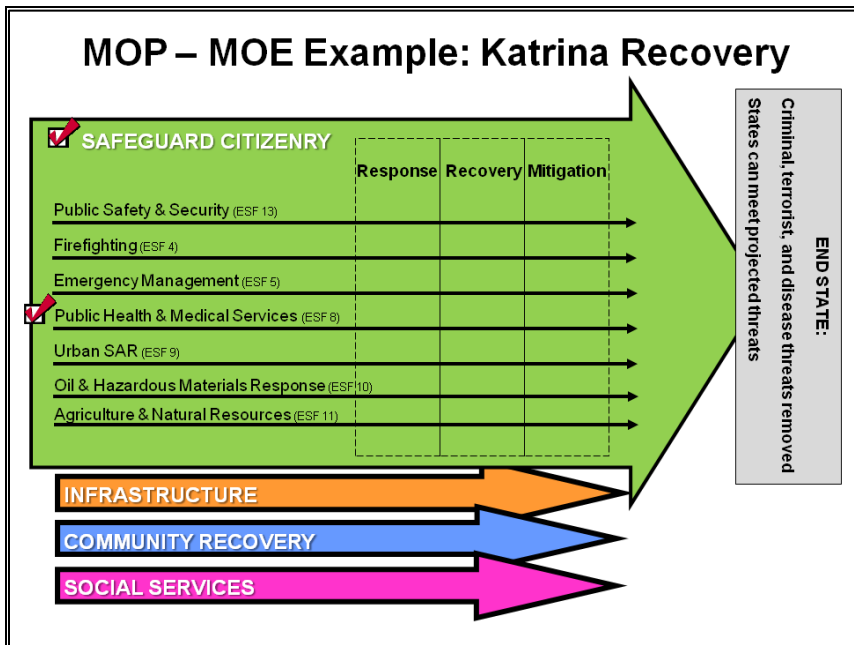 MOP – MOE Example: Katrina Recovery
SAFEGUARD CITIZENRY
Response Recovery Mitigation
Public Safety & Security (ESF 13)
Firefighting (ESF 4)
Emergency Management (ESF 5)
Public Health & Medical Services (ESF 8)
Urban SAR (ESF 9)
Oil & Hazardous Materials Response (ESF 10)
Agriculture & Natural Resources (ESF 11)
INFRASTRUCTURE
COMMUNITY RECOVERY
SOCIAL SERVICES
END STATE:
Criminal, terrorist, and disease threats removed
States can meet projected threats